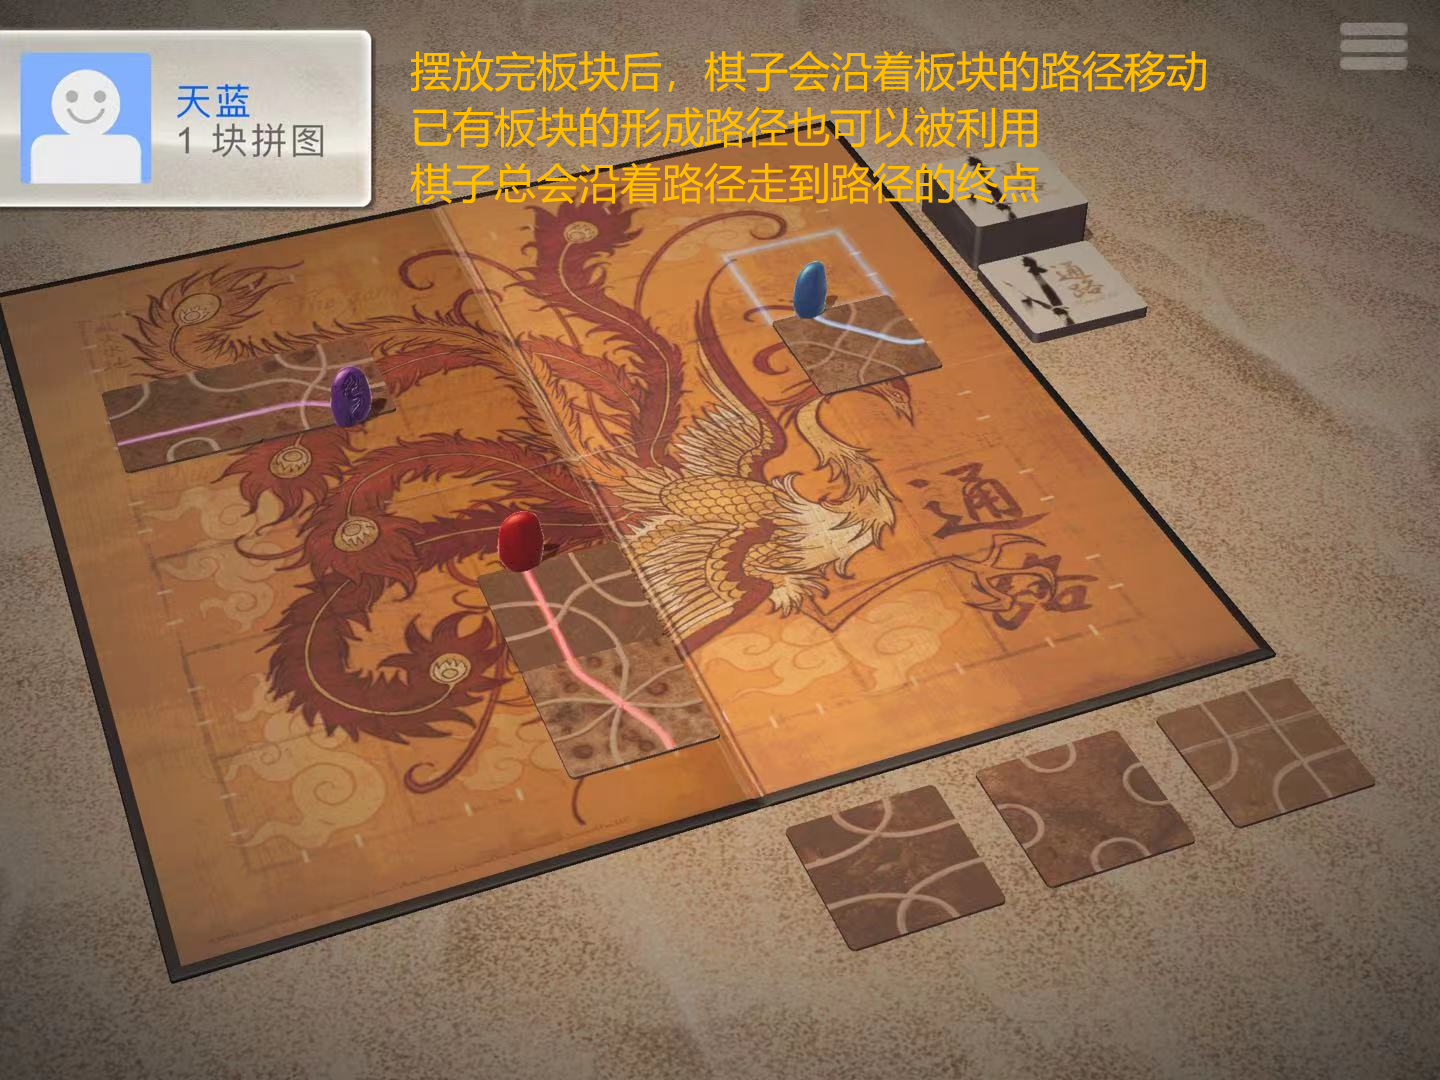 摆放完板块后，棋子会沿着板块的路径移动
已有板块的形成路径也可以被利用
棋子总会沿着路径走到路径的终点
天蓝
1 块拼图
通路
通路